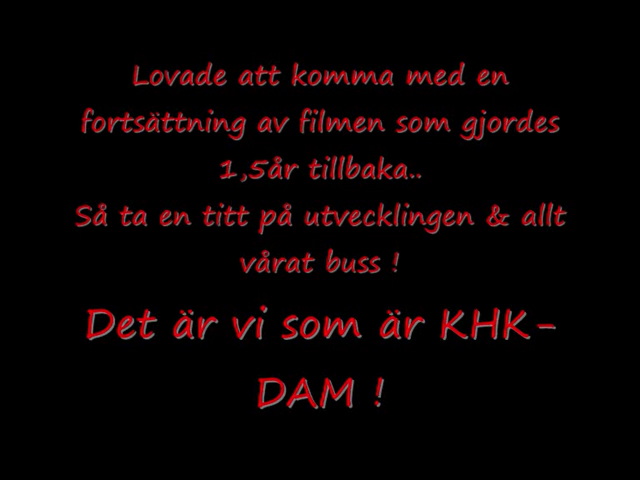 Lovade att komma med en
fortsättning av filmen som gjordes
1,5år tillbaka..
Så ta en titt på utvecklingen & allt
vårat buss !
Det är vi som är KHK-
DAM !